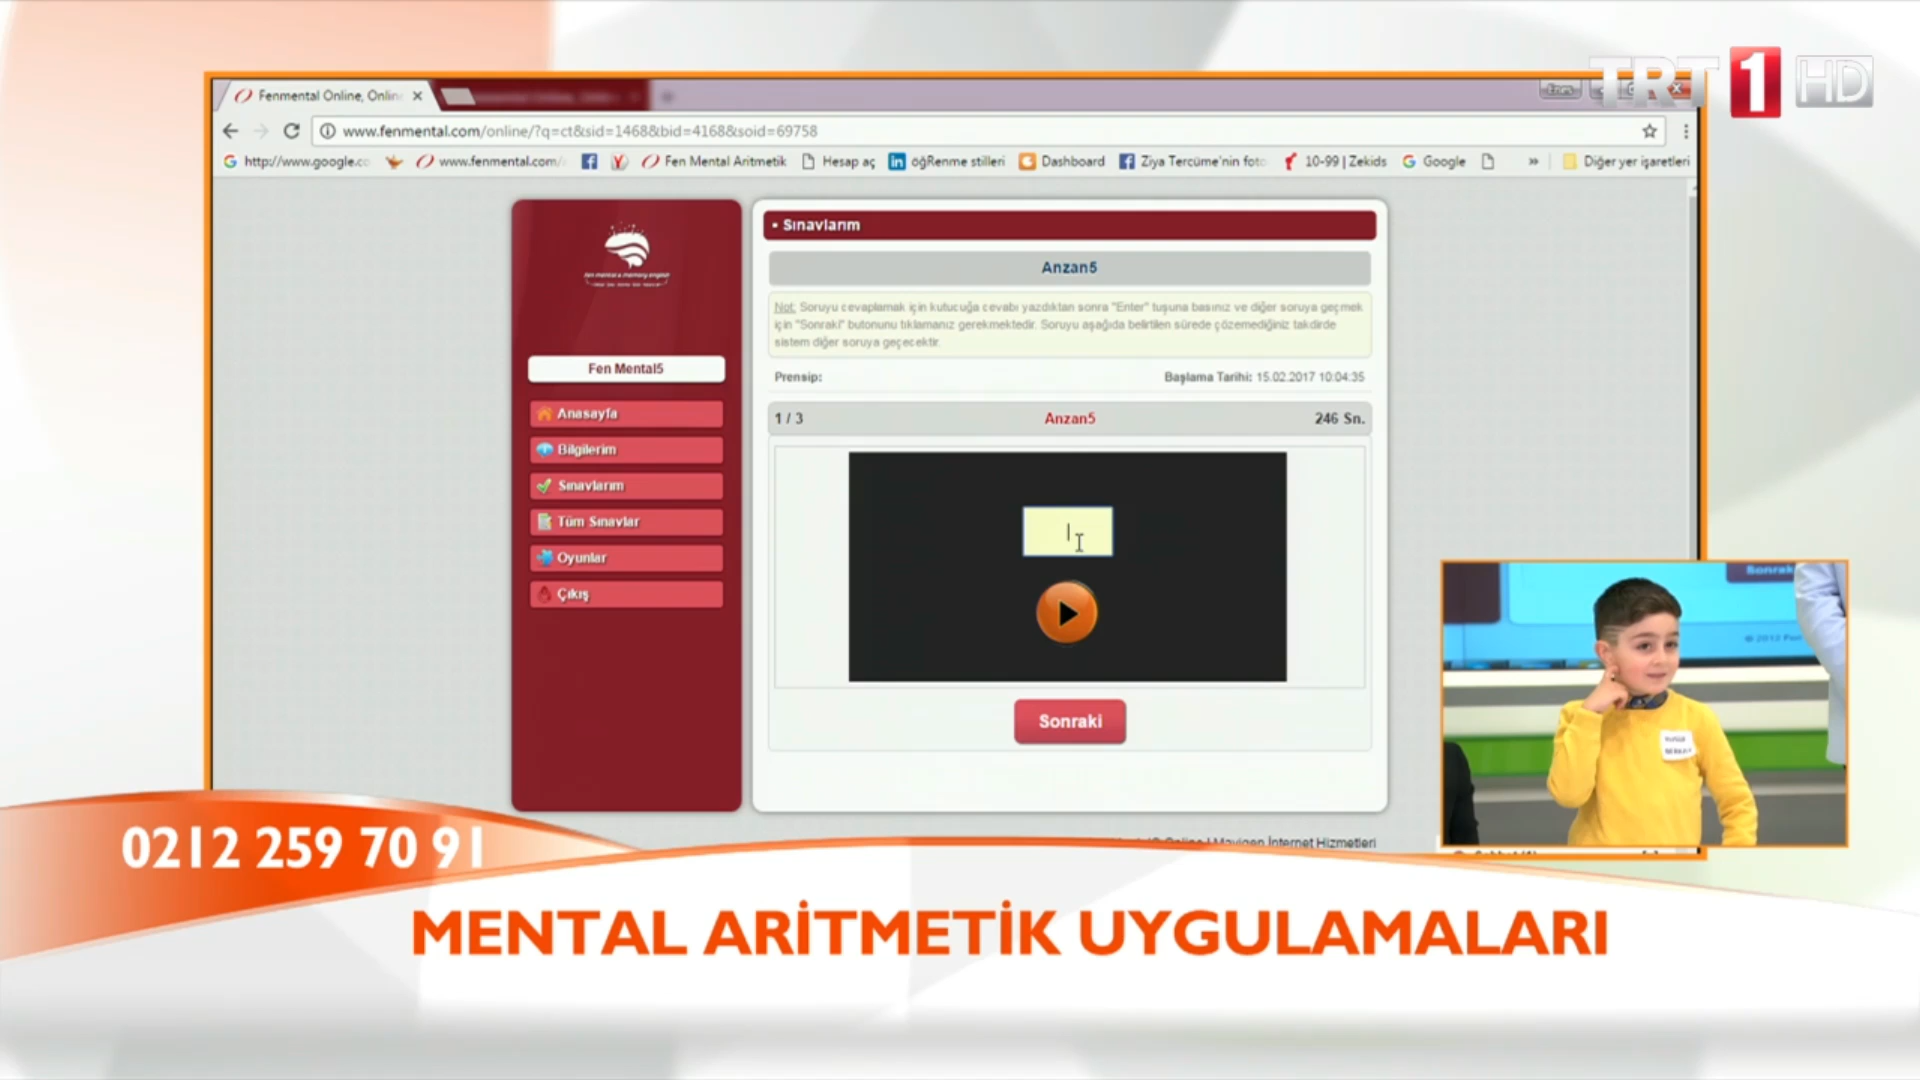 TRT 1 HD
Fenmental Online, Onlin
Enes
www.fenmental.com/online/?q=ct&sid=1468&bid=4168&soid=69758
http://www.google.co
www.fenmental.com/
Fen Mental Aritmetik
Hesap aç
öğRenme stilleri
Dashboard
Ziya Tercüme'nin foto
10-99 | Zekids
Google
»
Diğer yer işaretleri
Fen Mental5
Anasayfa
Bilgilerim
Sınavlarım
Tüm Sınavlar
Oyunlar
Çıkış
• Sınavlarım
Anzan5
Not: Soruyu cevaplamak için kutucuğa cevabı yazdıktan sonra "Enter" tuşuna basınız ve diğer soruya geçmek
için "Sonraki" butonunu tıklamanız gerekmektedir. Soruyu aşağıda belirtilen sürede çözemediğiniz takdirde
sistem diğer soruya geçecektir.
Prensip:
Başlama Tarihi: 15.02.2017 10:04:35
1 / 3
Anzan5
246 Sn.
Sonraki
Online | Mavigen İnternet Hizmetleri
Sonraki
0212 259 70 91
MENTAL ARİTMETİK UYGULAMALARI